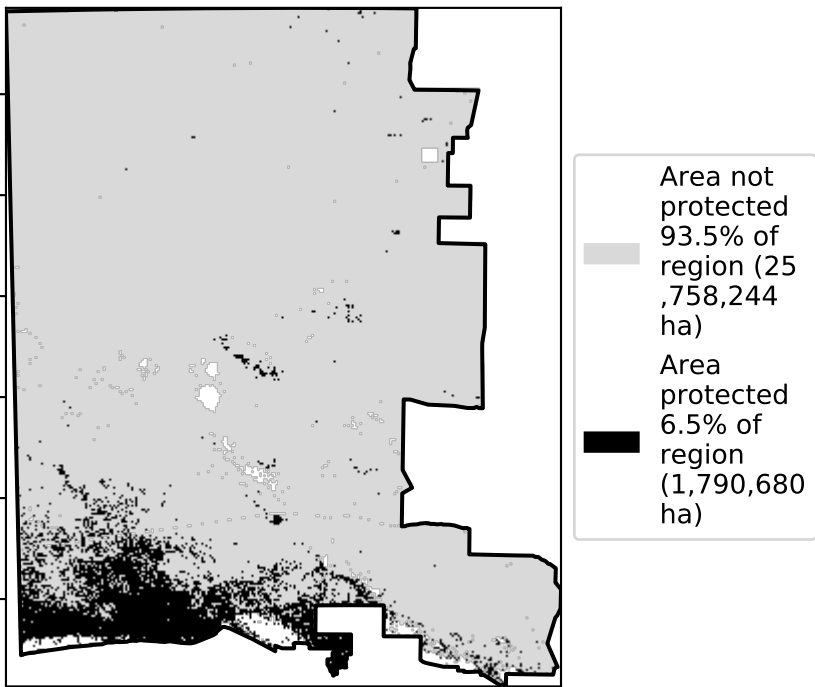 Area not
protected
93.5% of
region (25
,758,244
ha)
Area
protected
6.5% of
region
(1,790,680
ha)